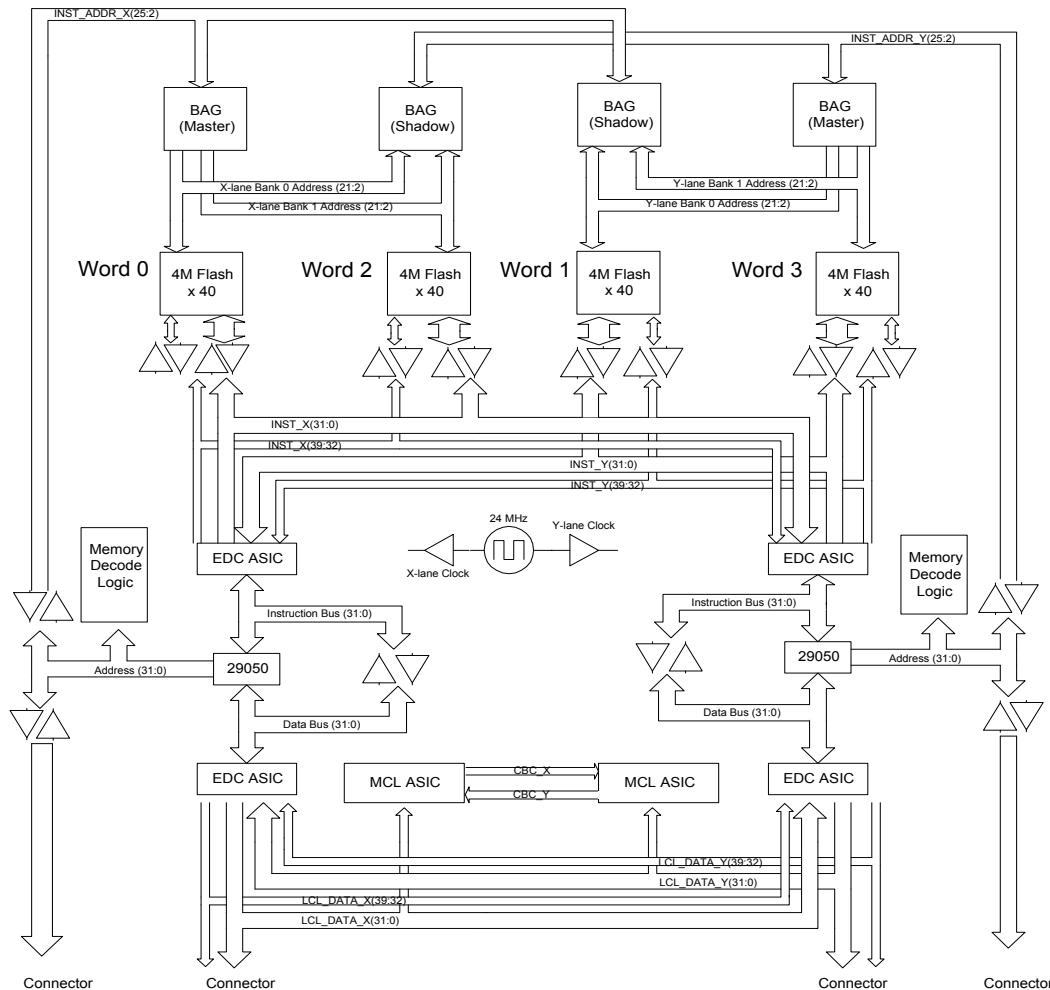 INST_ADDR_X(25:2)
INST_ADDR_Y(25:2)
BAG
(Master)
BAG
(Shadow)
BAG
(Shadow)
BAG
(Master)
X-lane Bank 0 Address (21:2)
X-lane Bank 1 Address (21:2)
Y-lane Bank 1 Address (21:2)
Y-lane Bank 0 Address (21:2)
Word 0
4M Flash
x 40
Word 2
4M Flash
x 40
Word 1
4M Flash
x 40
Word 3
4M Flash
x 40
INST_X(31:0)
INST_X(39:32)
INST_Y(31:0)
INST_Y(39:32)
24 MHz
X-lane Clock
Y-lane Clock
Memory
Decode
Logic
EDC ASIC
EDC ASIC
Memory
Decode
Logic
Instruction Bus (31:0)
Instruction Bus (31:0)
Address (31:0)
29050
29050
Address (31:0)
Data Bus (31:0)
Data Bus (31:0)
EDC ASIC
MCL ASIC
CBC_X
CBC_Y
MCL ASIC
EDC ASIC
LCL_DATA_Y(39:32)
LCL_DATA_Y(31:0)
LCL_DATA_X(39:32)
LCL_DATA_X(31:0)
Connector
Connector
Connector
Connector